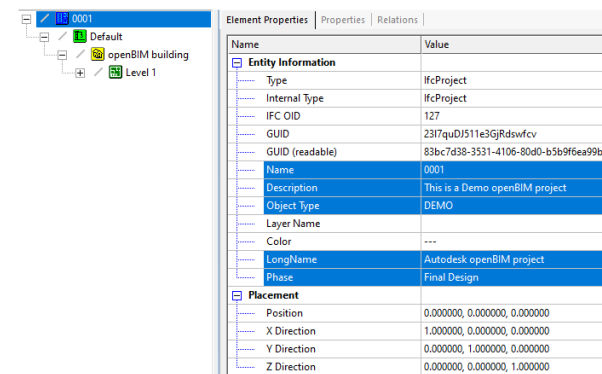 0001
Default
openBIM building
Level 1
Element Properties Properties Relations
Name Value
Entity Information
Type IfcProject
Internal Type IfcProject
IFC OID 127
GUID 23I7quDJ511e3GjRdswfcv
GUID (readable) 83bc7d38-3531-4106-80d0-b5b9f6ea99b
Name 0001
Description This is a Demo openBIM project
Object Type DEMO
Layer Name
Color ---
LongName Autodesk openBIM project
Phase Final Design
Placement
Position 0.000000, 0.000000, 0.000000
X Direction 1.000000, 0.000000, 0.000000
Y Direction 0.000000, 1.000000, 0.000000
Z Direction 0.000000, 0.000000, 1.000000